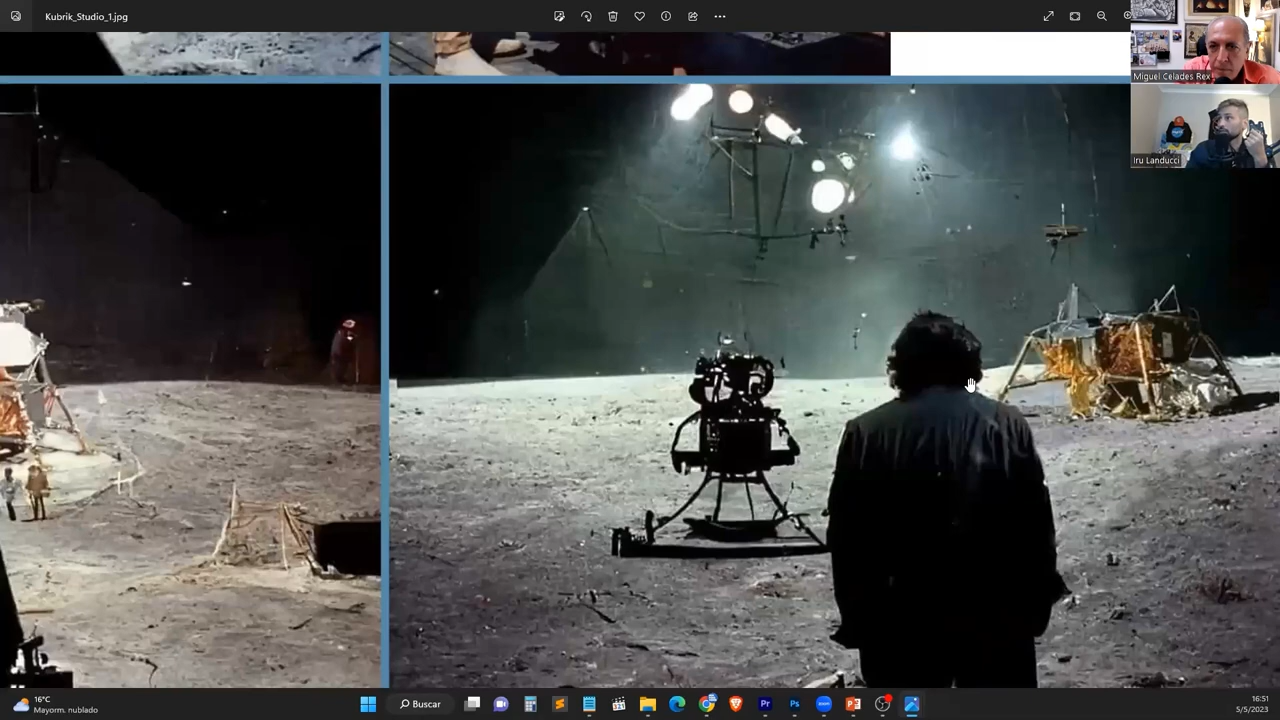 Kubrik_Studio_1.jpg
Miguel Celades Rex
Iru Landucci
16°C
Mayorm. nublado
Buscar
16:51
5/5/2023